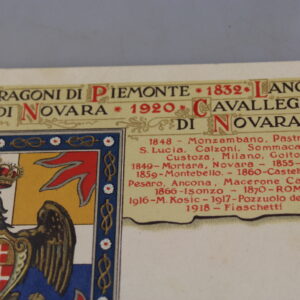 RAGONI DI PIEMONTE • 1832 • LANC
DI NOVARA • 1920 • CAVALLEG
DI NOVARA
1848 - Monzambano, Pastr
S. Lucia, Calzoni, Sommaca
Custoza, Milano, Goito
1849 - Mortara, Novara - 1855 -
1859 - Montebello. - 1860 - Castel
Pesaro, Ancona, Macerone Ca
1866 - Isonzo - 1870 - ROM
1916 - M. Kosic - 1917 - Pozzuolo de
1918 - Fiaschetti